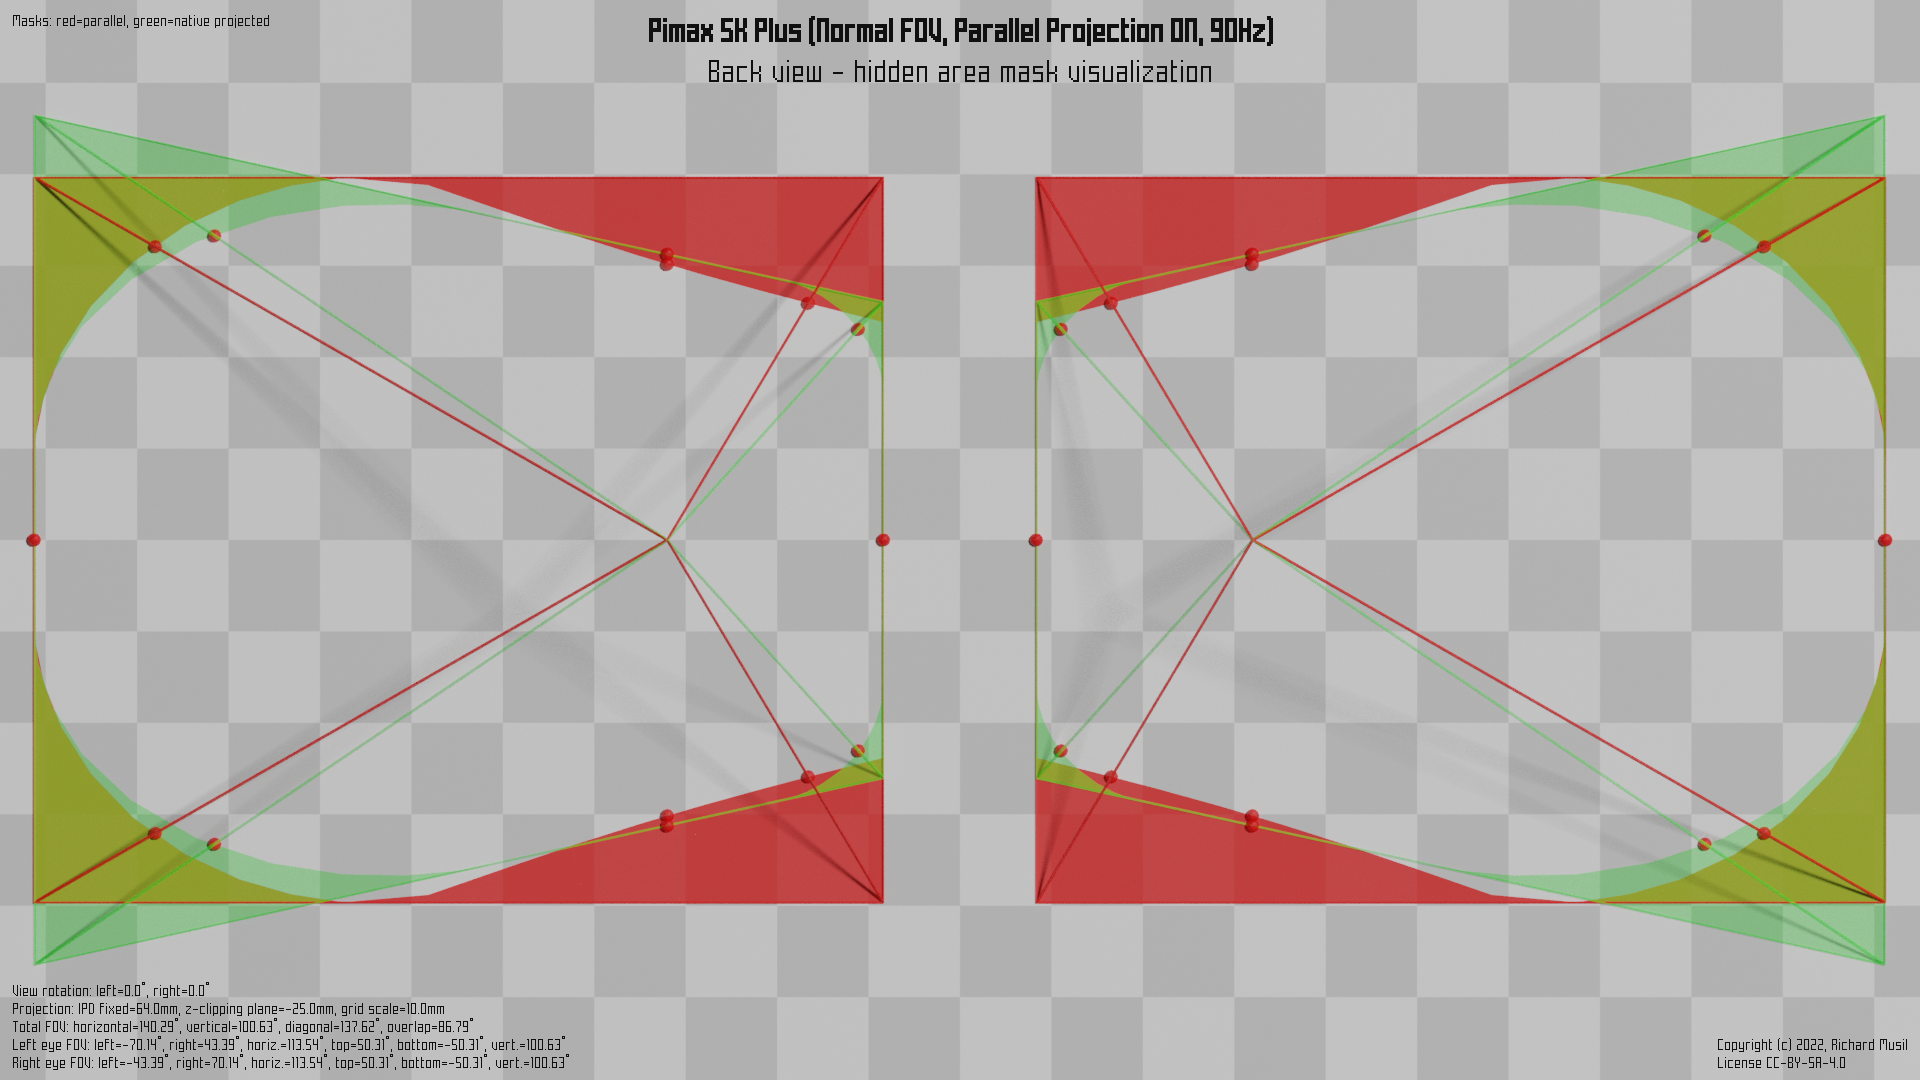 Masks: red=parallel, green=native projected
Pimax 5K Plus (Normal FOV, Parallel Projection ON, 90Hz)
Back view - hidden area mask visualization
View rotation: left=0.0°, right=0.0°
Projection: IPD fixed=64.0mm, z-clipping plane=-25.0mm, grid scale=10.0mm
Total FOV: horizontal=140.29°, vertical=100.63°, diagonal=137.62°, overlap=86.79°
Left eye FOV: left=-70.14°, right=43.39°, horiz.=113.54°, top=50.31°, bottom=-50.31°, vert.=100.63°
Right eye FOV: left=-43.39°, right=70.14°, horiz.=113.54°, top=50.31°, bottom=-50.31°, vert.=100.63°
Copyright (c) 2022, Richard Musil
License CC-BY-SA-4.0